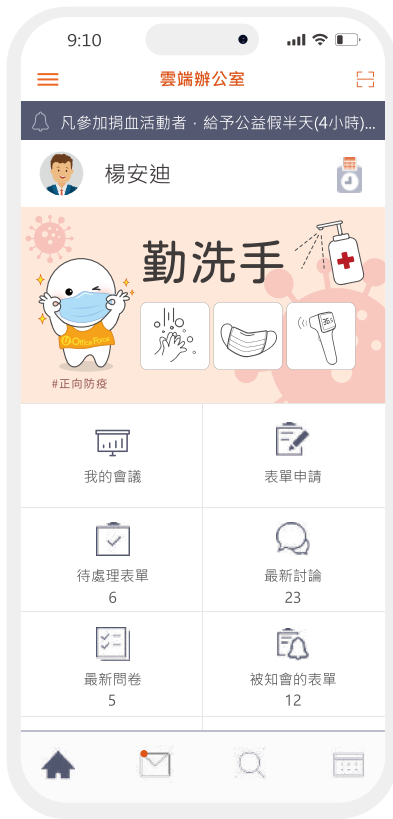 9:10
雲端辦公室
凡參加捐血活動者，給予公益假半天(4小時)...
楊安迪
勤洗手
Office Force
36.5
#正向防疫
我的會議
表單申請
待處理表單
6
最新討論
23
最新問卷
5
被知會的表單
12